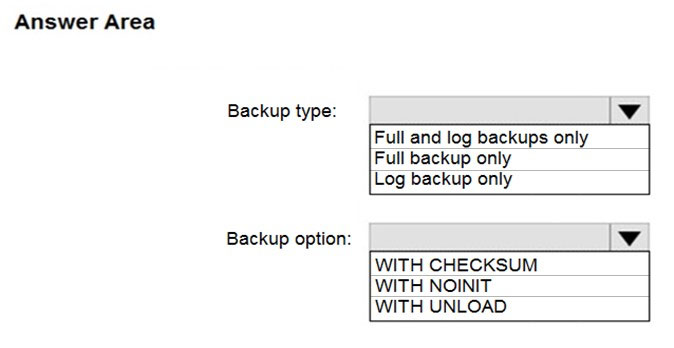 Answer Area
Backup type:
Full and log backups only
Full backup only
Log backup only
Backup option:
WITH CHECKSUM
WITH NOINIT
WITH UNLOAD